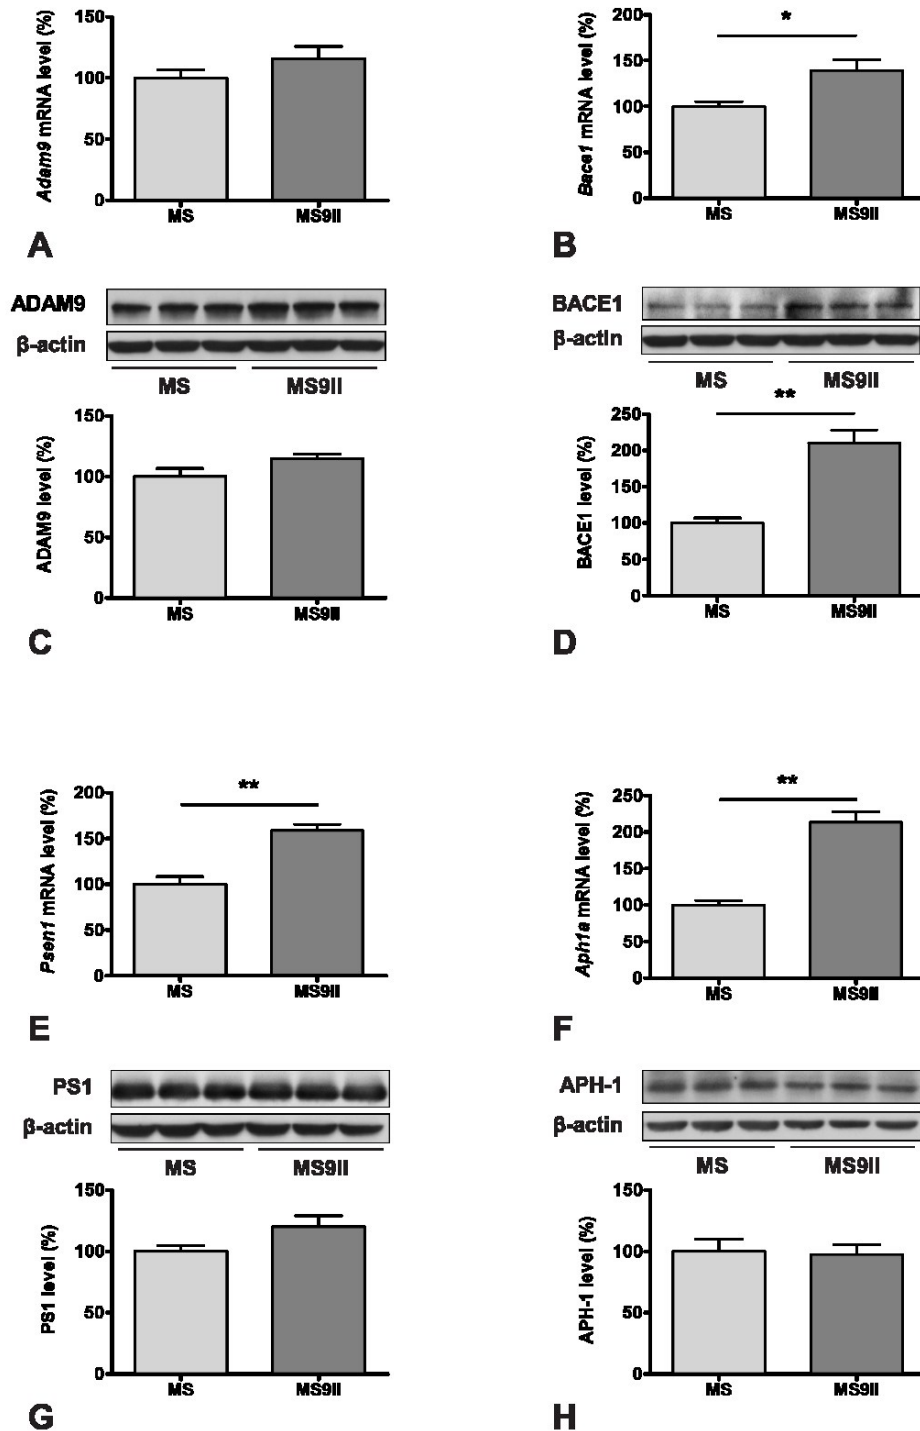 Adam9 mRNA level (%)
150
100
50
0
MS
MS9II
A
Bace1 mRNA level (%)
200
150
100
50
0
*
MS
MS9II
B
ADAM9
β-actin
MS
MS9II
ADAM9 level (%)
150
100
50
0
MS
MS9II
C
BACE1
β-actin
MS
MS9II
**
BACE1 level (%)
250
200
150
100
50
0
MS
MS9II
D
Psen1 mRNA level (%)
200
150
100
50
0
**
MS
MS9II
E
Aph1a mRNA level (%)
250
200
150
100
50
0
**
MS
MS9II
F
PS1
β-actin
MS
MS9II
PS1 level (%)
150
100
50
0
MS
MS9II
G
APH-1
β-actin
MS
MS9II
APH-1 level (%)
150
100
50
0
MS
MS9II
H